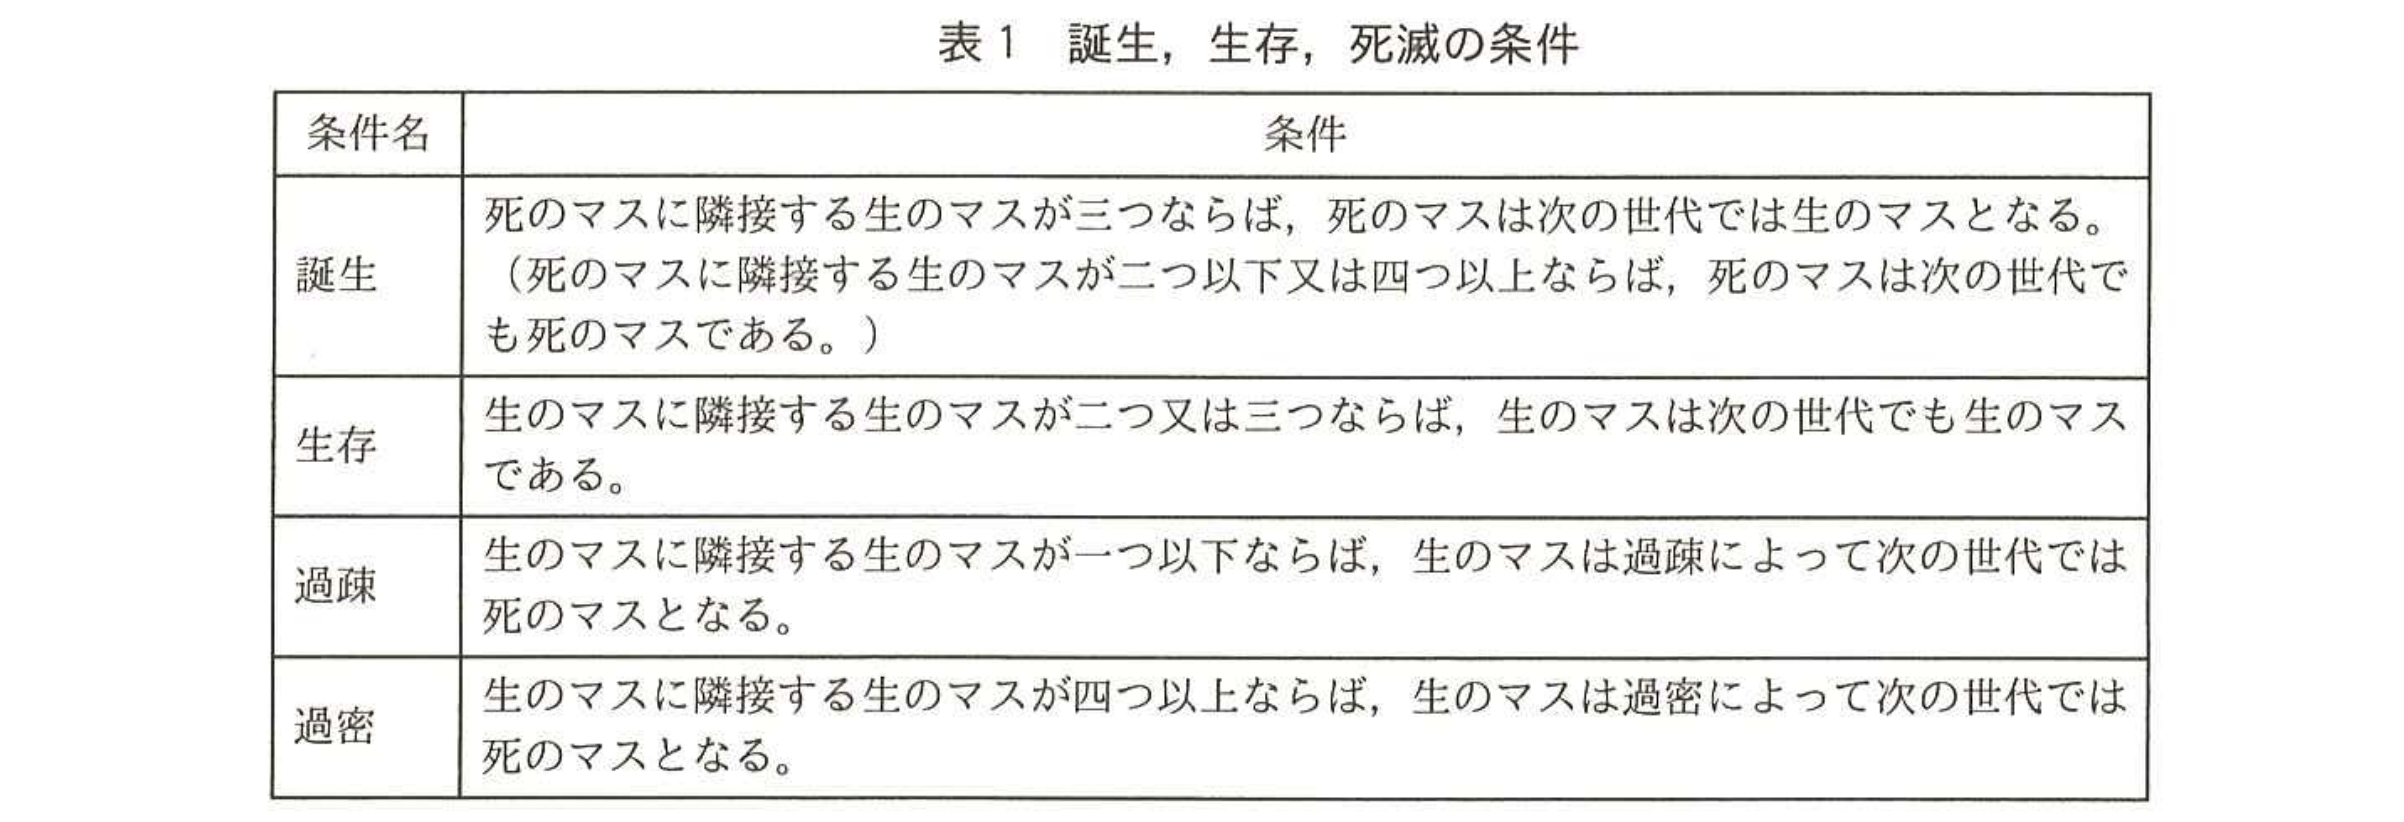 表1 誕生，生存，死滅の条件
条件名 条件
誕生
死のマスに隣接する生のマスが三つならば，死のマスは次の世代では生のマスとなる。
（死のマスに隣接する生のマスが二つ以下又は四つ以上ならば，死のマスは次の世代で
も死のマスである。）
生存
生のマスに隣接する生のマスが二つ又は三つならば，生のマスは次の世代でも生のマス
である。
過疎
生のマスに隣接する生のマスが一つ以下ならば，生のマスは過疎によって次の世代では
死のマスとなる。
過密
生のマスに隣接する生のマスが四つ以上ならば，生のマスは過密によって次の世代では
死のマスとなる。